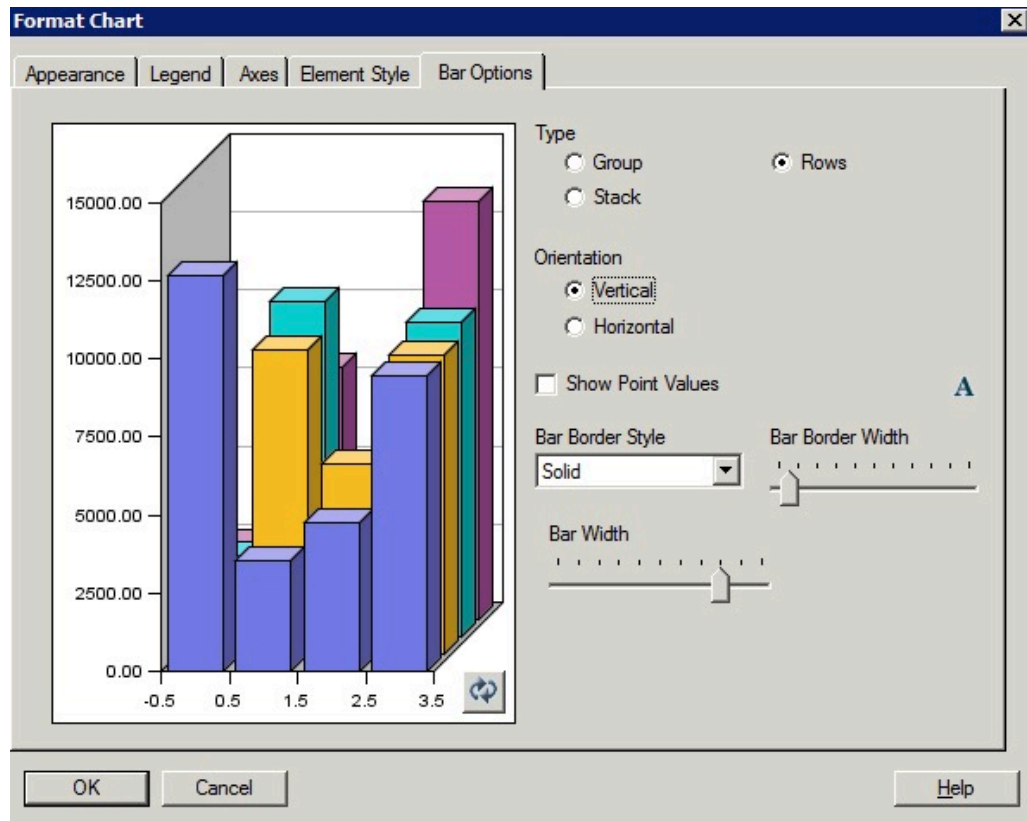 Format Chart
Appearance Legend Axes Element Style Bar Options
Type
Group Rows
Stack
Orientation
Vertical
Horizontal
Show Point Values A
Bar Border Style Bar Border Width
Solid
Bar Width
15000.00
12500.00
10000.00
7500.00
5000.00
2500.00
0.00
-0.5 0.5 1.5 2.5 3.5
OK Cancel Help